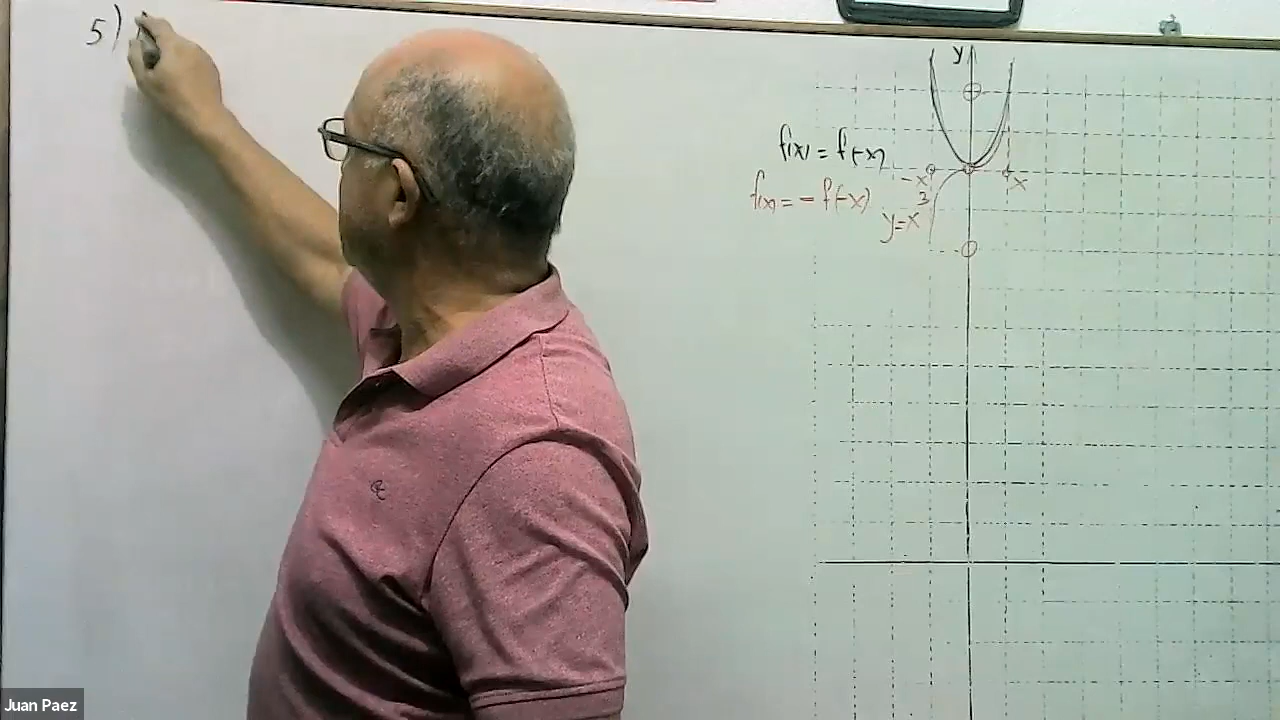 5)
y
f(x) = f(-x)
-x x
f(x) = - f(-x)
y=x³
Juan Paez